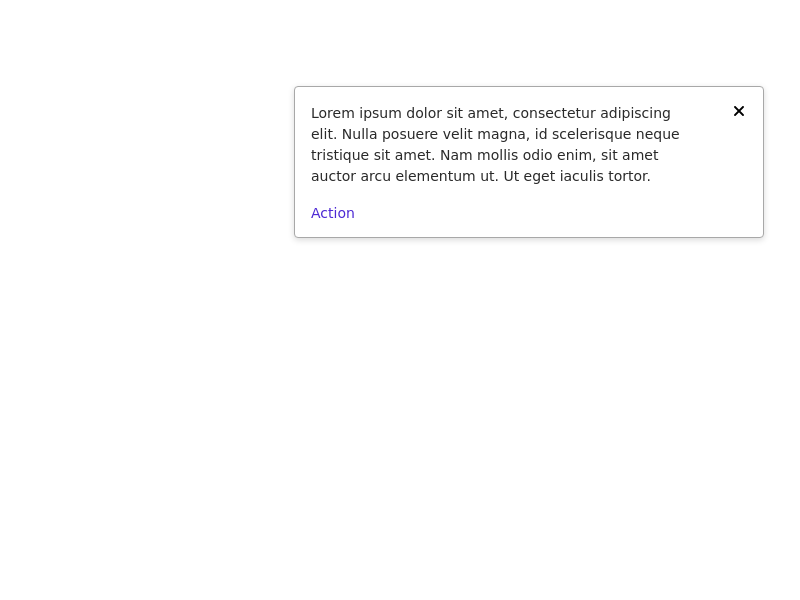 Lorem ipsum dolor sit amet, consectetur adipiscing
elit. Nulla posuere velit magna, id scelerisque neque
tristique sit amet. Nam mollis odio enim, sit amet
auctor arcu elementum ut. Ut eget iaculis tortor.
Action